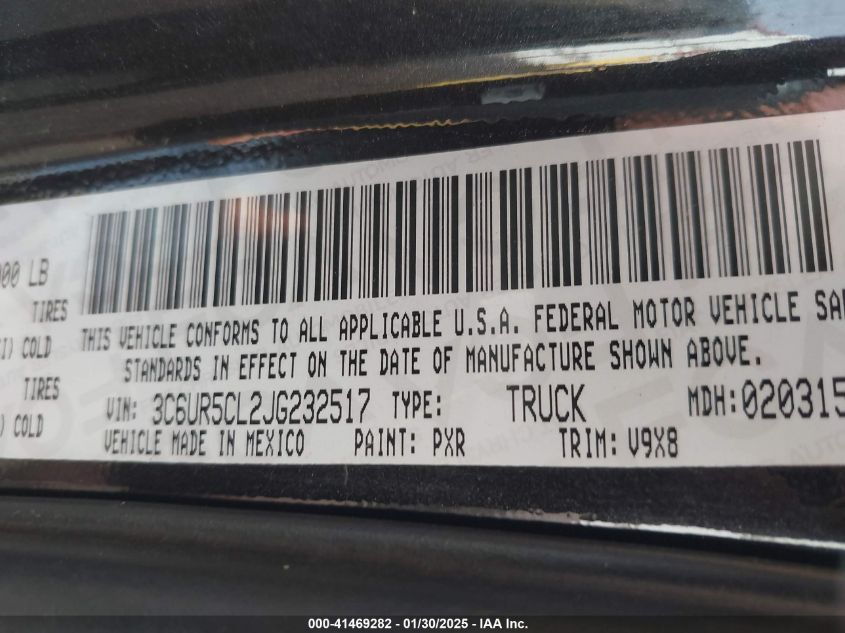 000 LB
TIRES
THIS VEHICLE CONFORMS TO ALL APPLICABLE U.S.A. FEDERAL MOTOR VEHICLE SA
I) COLD
STANDARDS IN EFFECT ON THE DATE OF MANUFACTURE SHOWN ABOVE.
TIRES
VIN: 3C6UR5CL2JG232517 TYPE: TRUCK MDH:020315
) COLD
VEHICLE MADE IN MEXICO PAINT: PXR TRIM: V9X8
000-41469282 - 01/30/2025 - IAA Inc.